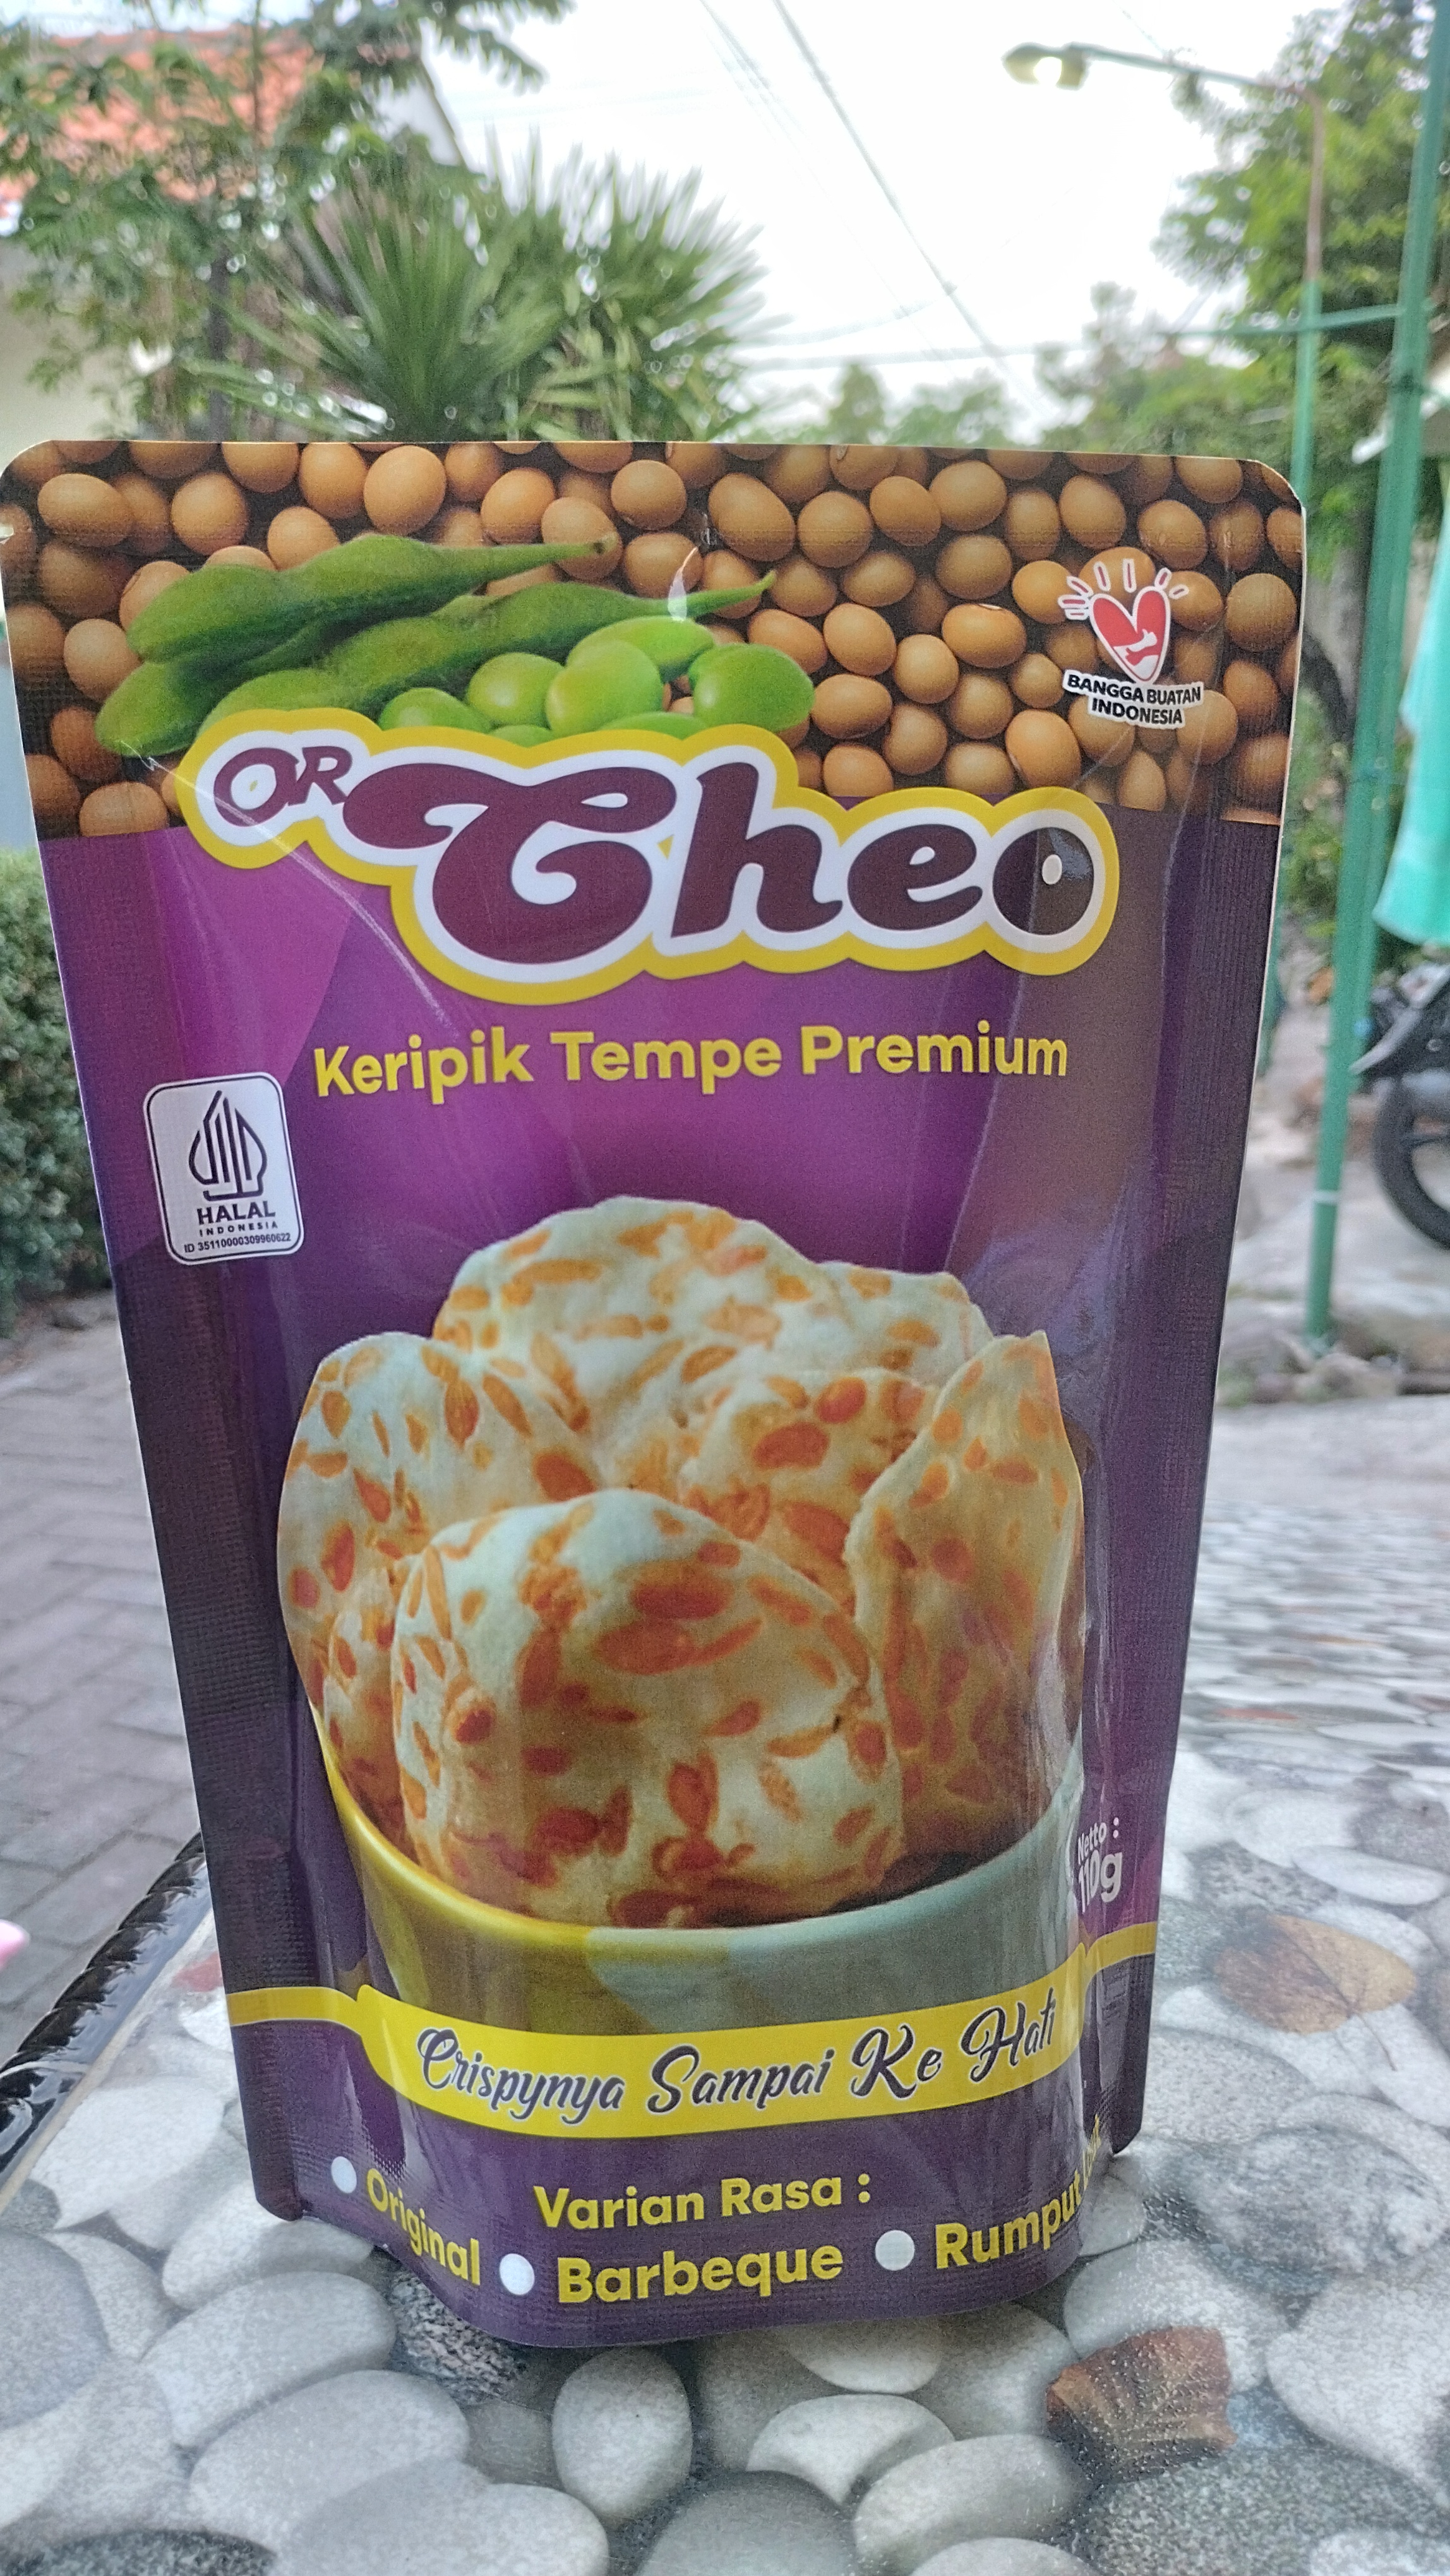 BANGGA BUATAN
INDONESIA
OR Cheo
Keripik Tempe Premium
HALAL
INDONESIA
ID 35110000309960622
Netto :
110g
Crispynya Sampai Ke Hati
Varian Rasa :
Original
Barbeque
Rumput